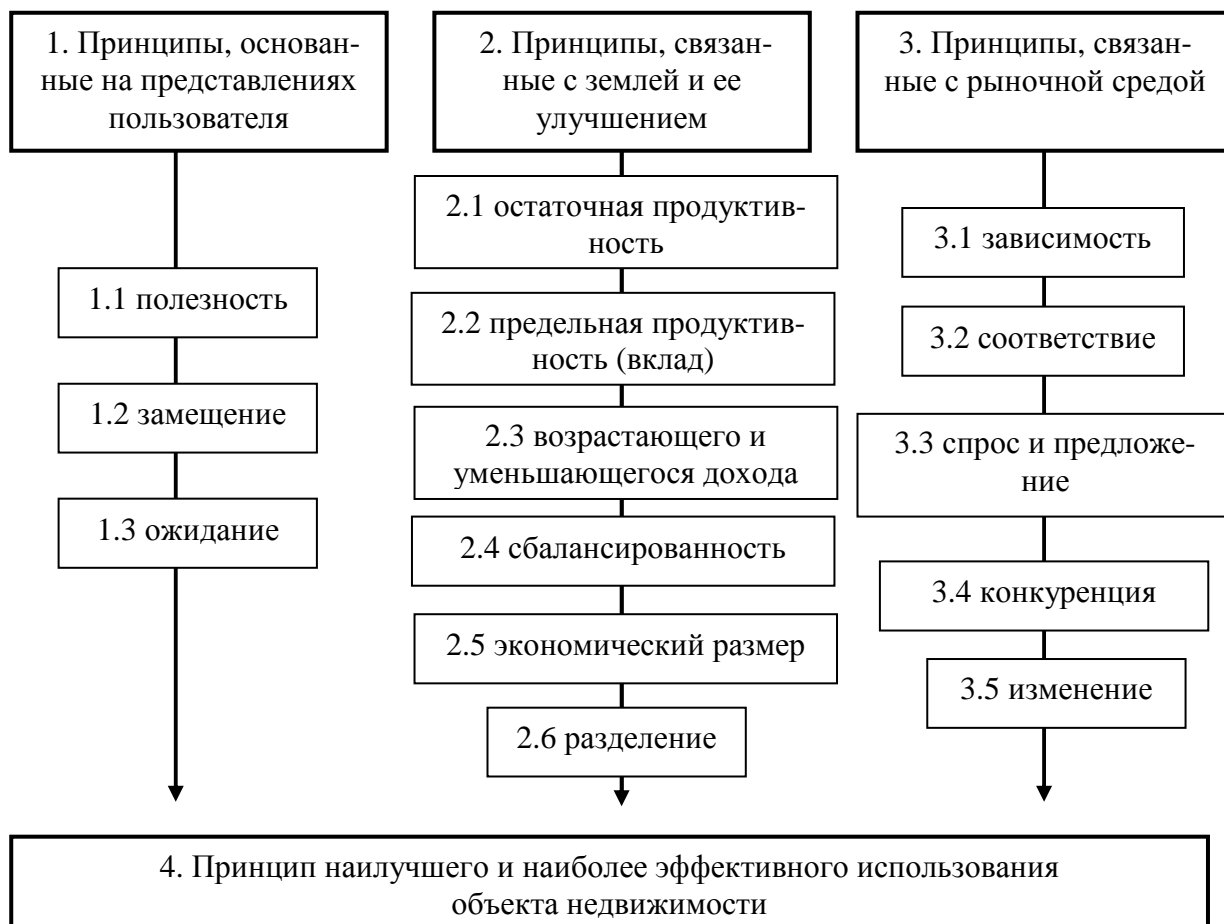 1. Принципы, основан-
ные на представлениях
пользователя
2. Принципы, связан-
ные с землей и ее
улучшением
3. Принципы, связан-
ные с рыночной средой
1.1 полезность
1.2 замещение
1.3 ожидание
2.1 остаточная продуктив-
ность
2.2 предельная продуктив-
ность (вклад)
2.3 возрастающего и
уменьшающегося дохода
2.4 сбалансированность
2.5 экономический размер
2.6 разделение
3.1 зависимость
3.2 соответствие
3.3 спрос и предложе-
ние
3.4 конкуренция
3.5 изменение
4. Принцип наилучшего и наиболее эффективного использования
объекта недвижимости